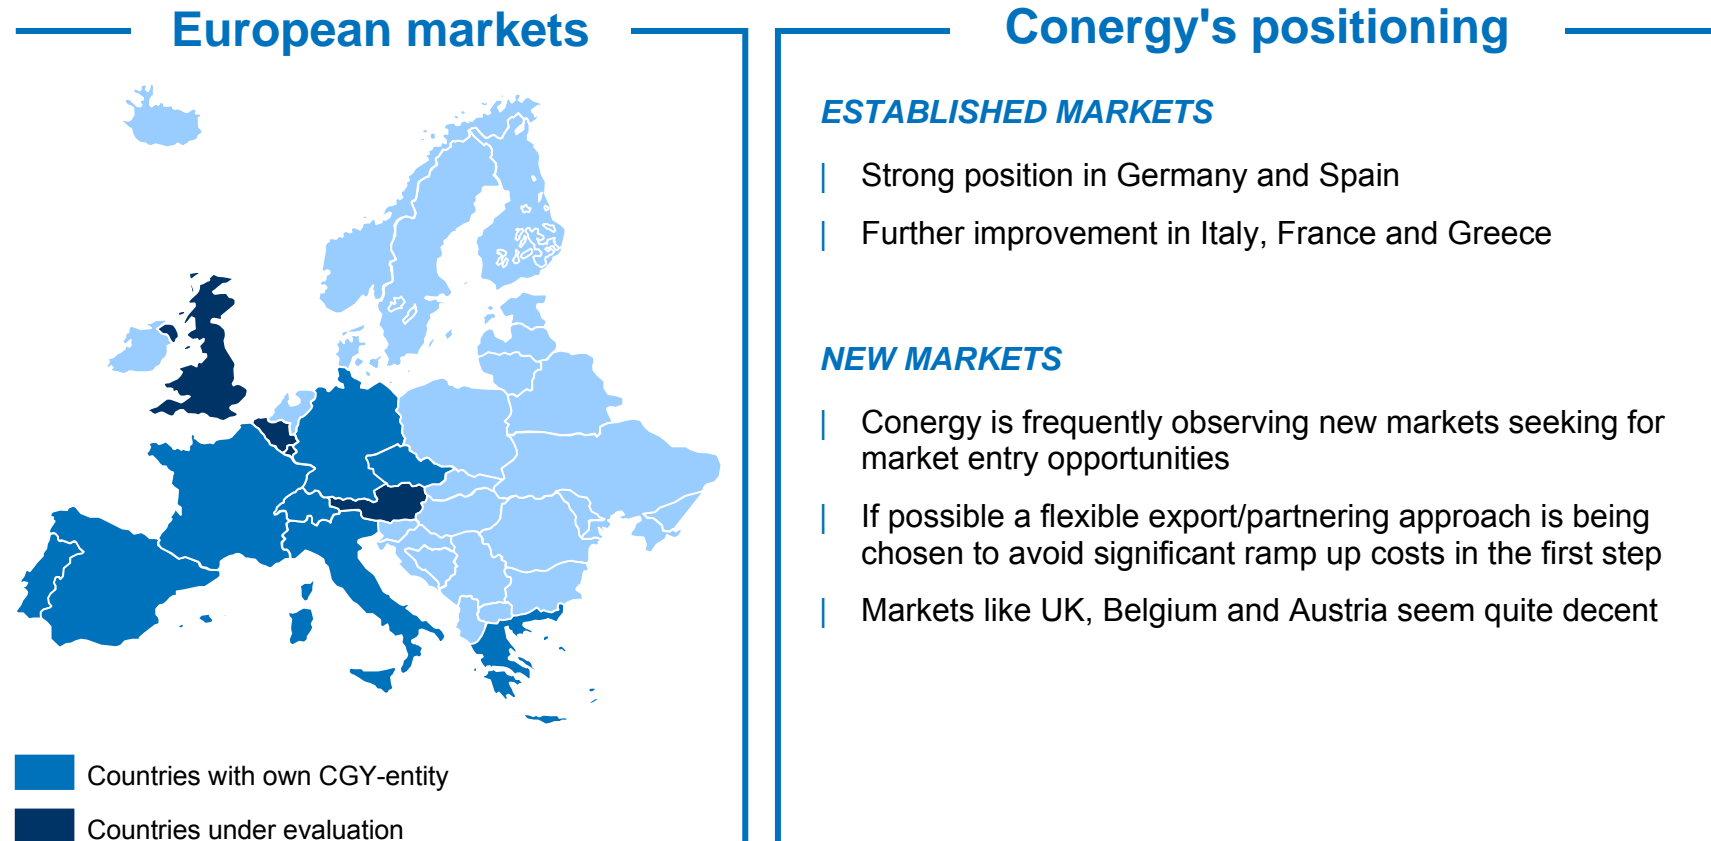 European markets
Countries with own CGY-entity
Countries under evaluation
Conergy's positioning
ESTABLISHED MARKETS
| Strong position in Germany and Spain
| Further improvement in Italy, France and Greece
NEW MARKETS
| Conergy is frequently observing new markets seeking for
market entry opportunities
| If possible a flexible export/partnering approach is being
chosen to avoid significant ramp up costs in the first step
| Markets like UK, Belgium and Austria seem quite decent